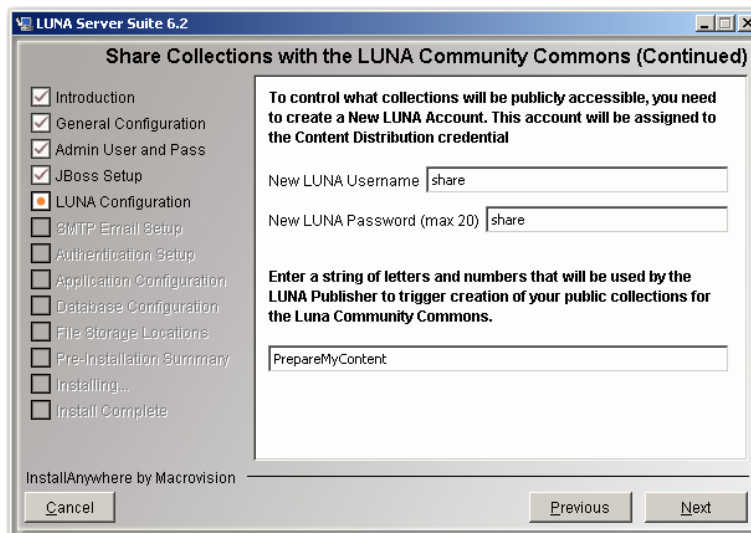 LUNA Server Suite 6.2
Share Collections with the LUNA Community Commons (Continued)
Introduction
General Configuration
Admin User and Pass
JBoss Setup
LUNA Configuration
SMTP Email Setup
Authentication Setup
Application Configuration
Database Configuration
File Storage Locations
Pre-Installation Summary
Installing...
Install Complete
To control what collections will be publicly accessible, you need
to create a New LUNA Account. This account will be assigned to
the Content Distribution credential
New LUNA Username share
New LUNA Password (max 20) share
Enter a string of letters and numbers that will be used by the
LUNA Publisher to trigger creation of your public collections for
the Luna Community Commons.
PrepareMyContent
InstallAnywhere by Macrovision
Cancel Previous Next